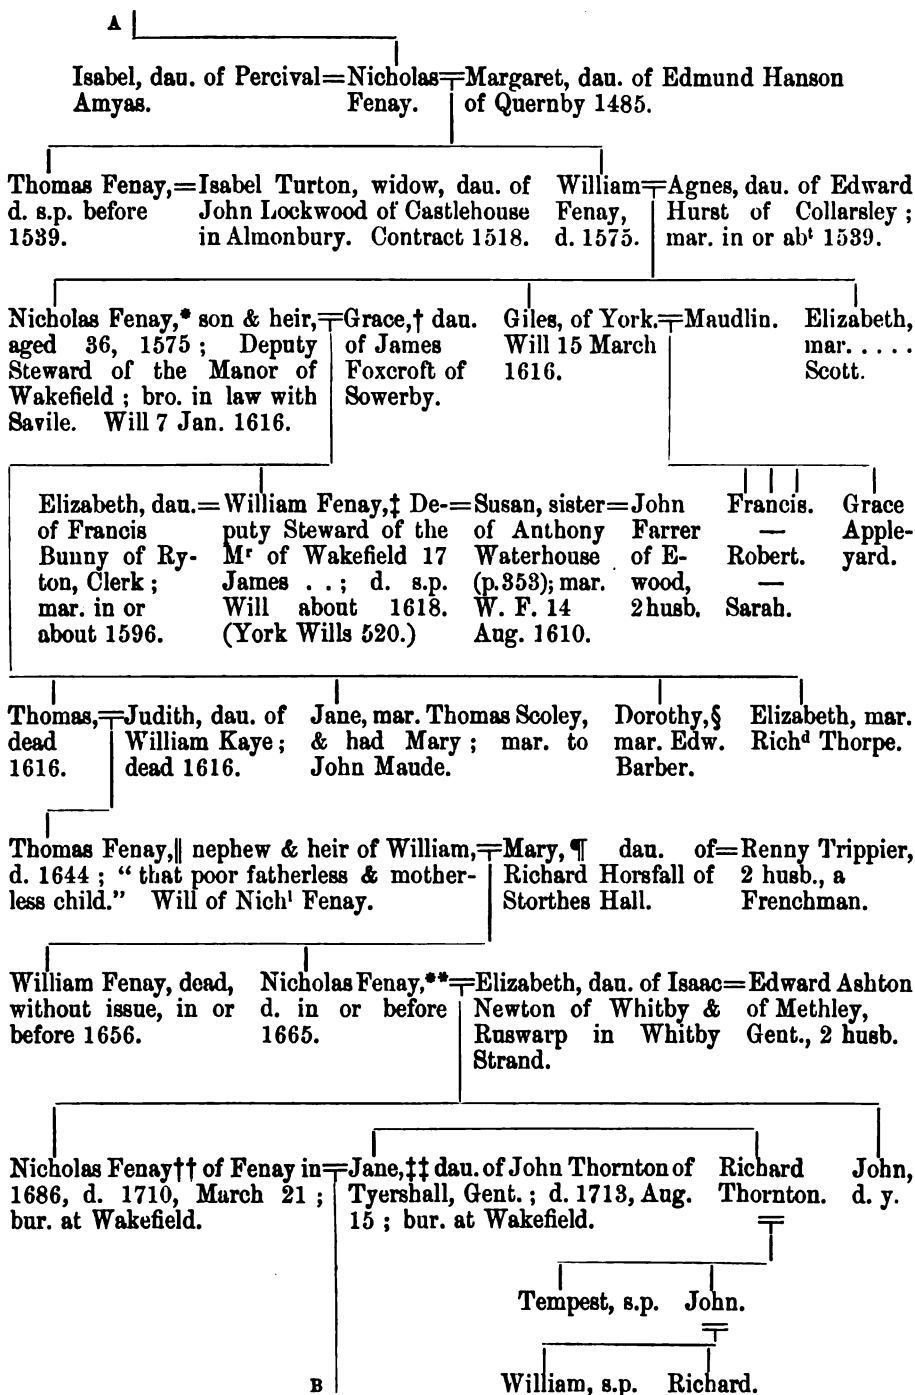 A
Isabel, dau. of Percival=Nicholas=Margaret, dau. of Edmund Hanson
Amyas. Fenay. of Quernby 1485.
Thomas Fenay,=Isabel Turton, widow, dau. of
d. s.p. before John Lockwood of Castlehouse
1539. in Almonbury. Contract 1518.
William=Agnes, dau. of Edward
Fenay, Hurst of Collarsley;
d. 1575. mar. in or abᵗ 1539.
Nicholas Fenay,* son & heir,=Grace,† dau.
aged 36, 1575; Deputy of James
Steward of the Manor of Foxcroft of
Wakefield; bro. in law with Sowerby.
Savile. Will 7 Jan. 1616.
Giles, of York.=Maudlin.
Will 15 March
1616.
Elizabeth,
mar. . . . .
Scott.
Elizabeth, dau.=William Fenay,‡ De-=Susan, sister=John
of Francis puty Steward of the of Anthony Farrer
Bunny of Ry- Mʳ of Wakefield 17 Waterhouse of E-
ton, Clerk; James . .; d. s.p. (p.353); mar. wood,
mar. in or Will about 1618. W. F. 14 2husb.
about 1596. (York Wills 520.) Aug. 1610.
Francis.
—
Robert.
—
Sarah.
Grace
Apple-
yard.
Thomas,=Judith, dau. of
dead William Kaye;
1616. dead 1616.
Jane, mar. Thomas Scoley,
& had Mary; mar. to
John Maude.
Dorothy,§
mar. Edw.
Barber.
Elizabeth, mar.
Richᵈ Thorpe.
Thomas Fenay,‖ nephew & heir of William,=Mary,¶ dau. of=Renny Trippier,
d. 1644; “that poor fatherless & mother- Richard Horsfall of 2 husb., a
less child.” Will of Nichˡ Fenay. Storthes Hall. Frenchman.
William Fenay, dead,
without issue, in or
before 1656.
Nicholas Fenay,**=Elizabeth, dau. of Isaac=Edward Ashton
d. in or before Newton of Whitby & of Methley,
1665. Ruswarp in Whitby Gent., 2 husb.
Strand.
Nicholas Fenay†† of Fenay in=Jane,‡‡ dau. of John Thornton of
1686, d. 1710, March 21; Tyershall, Gent.; d. 1713, Aug.
bur. at Wakefield. 15; bur. at Wakefield.
Richard
Thornton.
John,
d. y.
Tempest, s.p. John.
William, s.p. Richard.
B